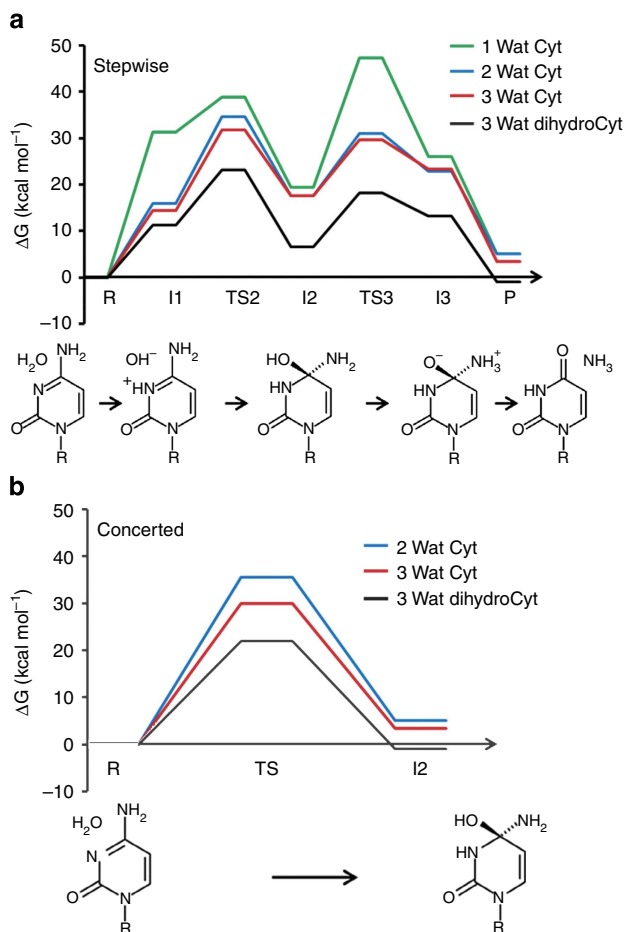 a
Stepwise
ΔG (kcal mol⁻¹)
50
40
30
20
10
0
−10
1 Wat Cyt
2 Wat Cyt
3 Wat Cyt
3 Wat dihydroCyt
R I1 TS2 I2 TS3 I3 P
H₂O NH₂ N O N R
OH⁻ NH₂ +HN O N R
HO NH₂ HN O N R
O⁻ NH₃⁺ HN O N R
O NH₃ HN O N R
b
Concerted
ΔG (kcal mol⁻¹)
50
40
30
20
10
0
−10
2 Wat Cyt
3 Wat Cyt
3 Wat dihydroCyt
R TS I2
H₂O NH₂ N O N R
HO NH₂ HN O N R